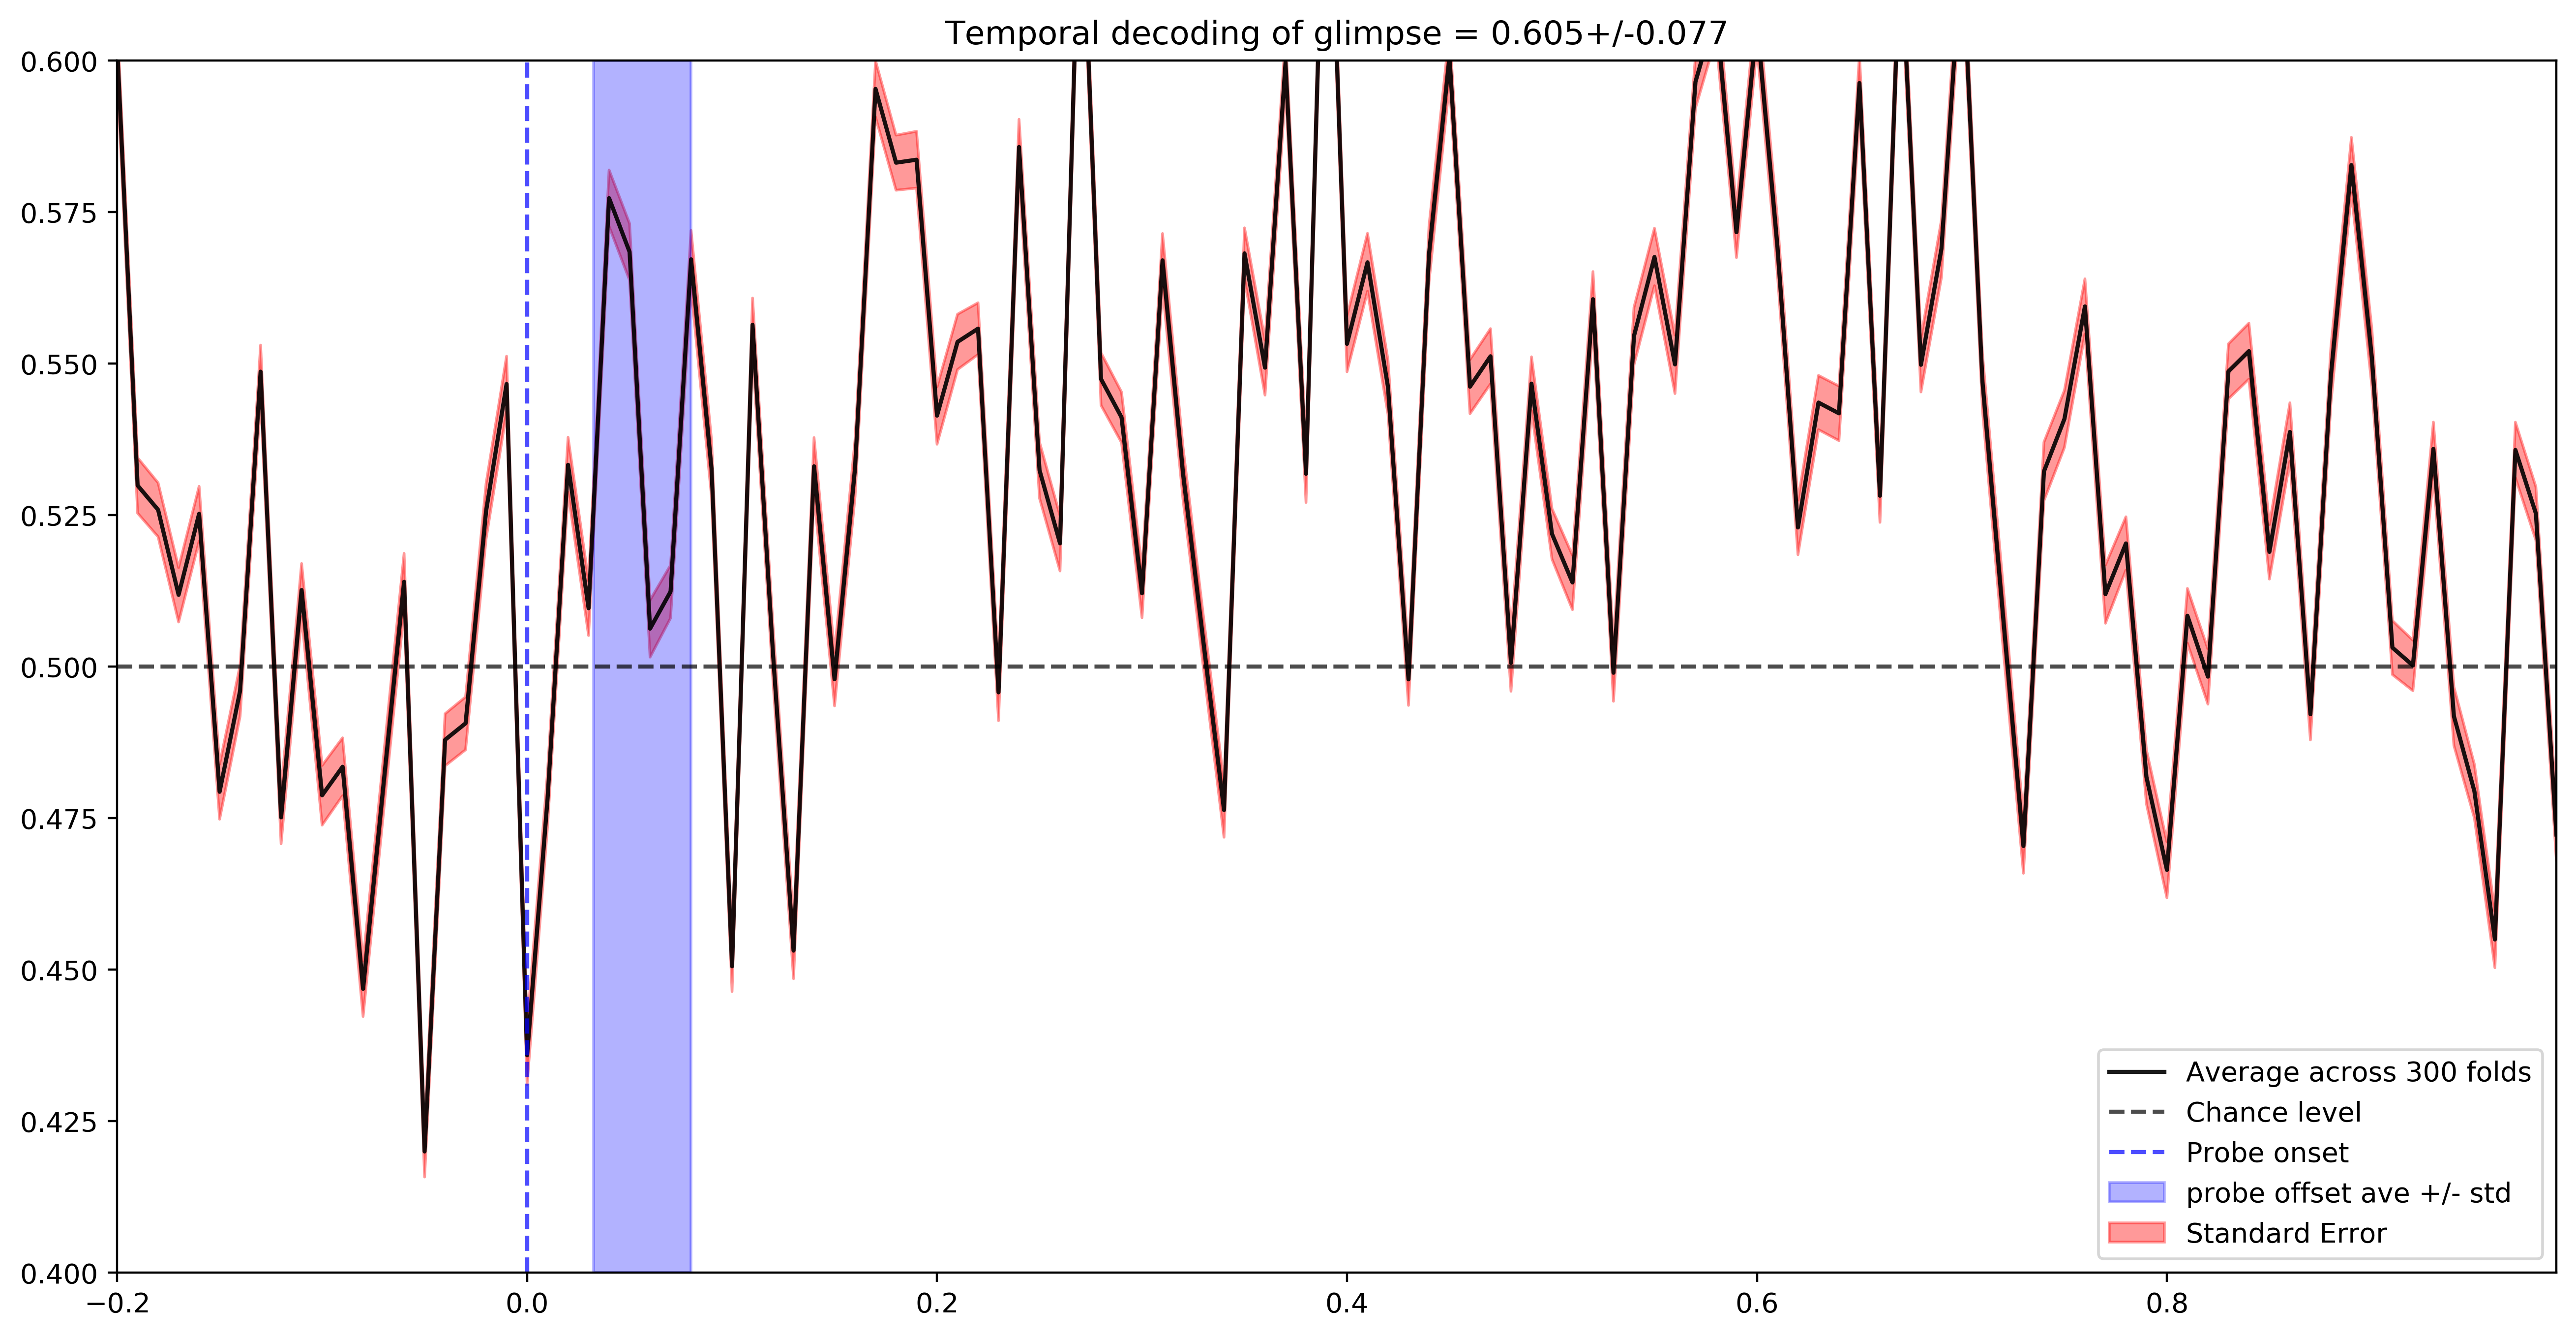 Temporal decoding of glimpse = 0.605+/-0.077
0.600
0.575
0.550
0.525
0.500
0.475
0.450
0.425
0.400
Average across 300 folds
Chance level
Probe onset
probe offset ave +/- std
Standard Error
−0.2 0.0 0.2 0.4 0.6 0.8